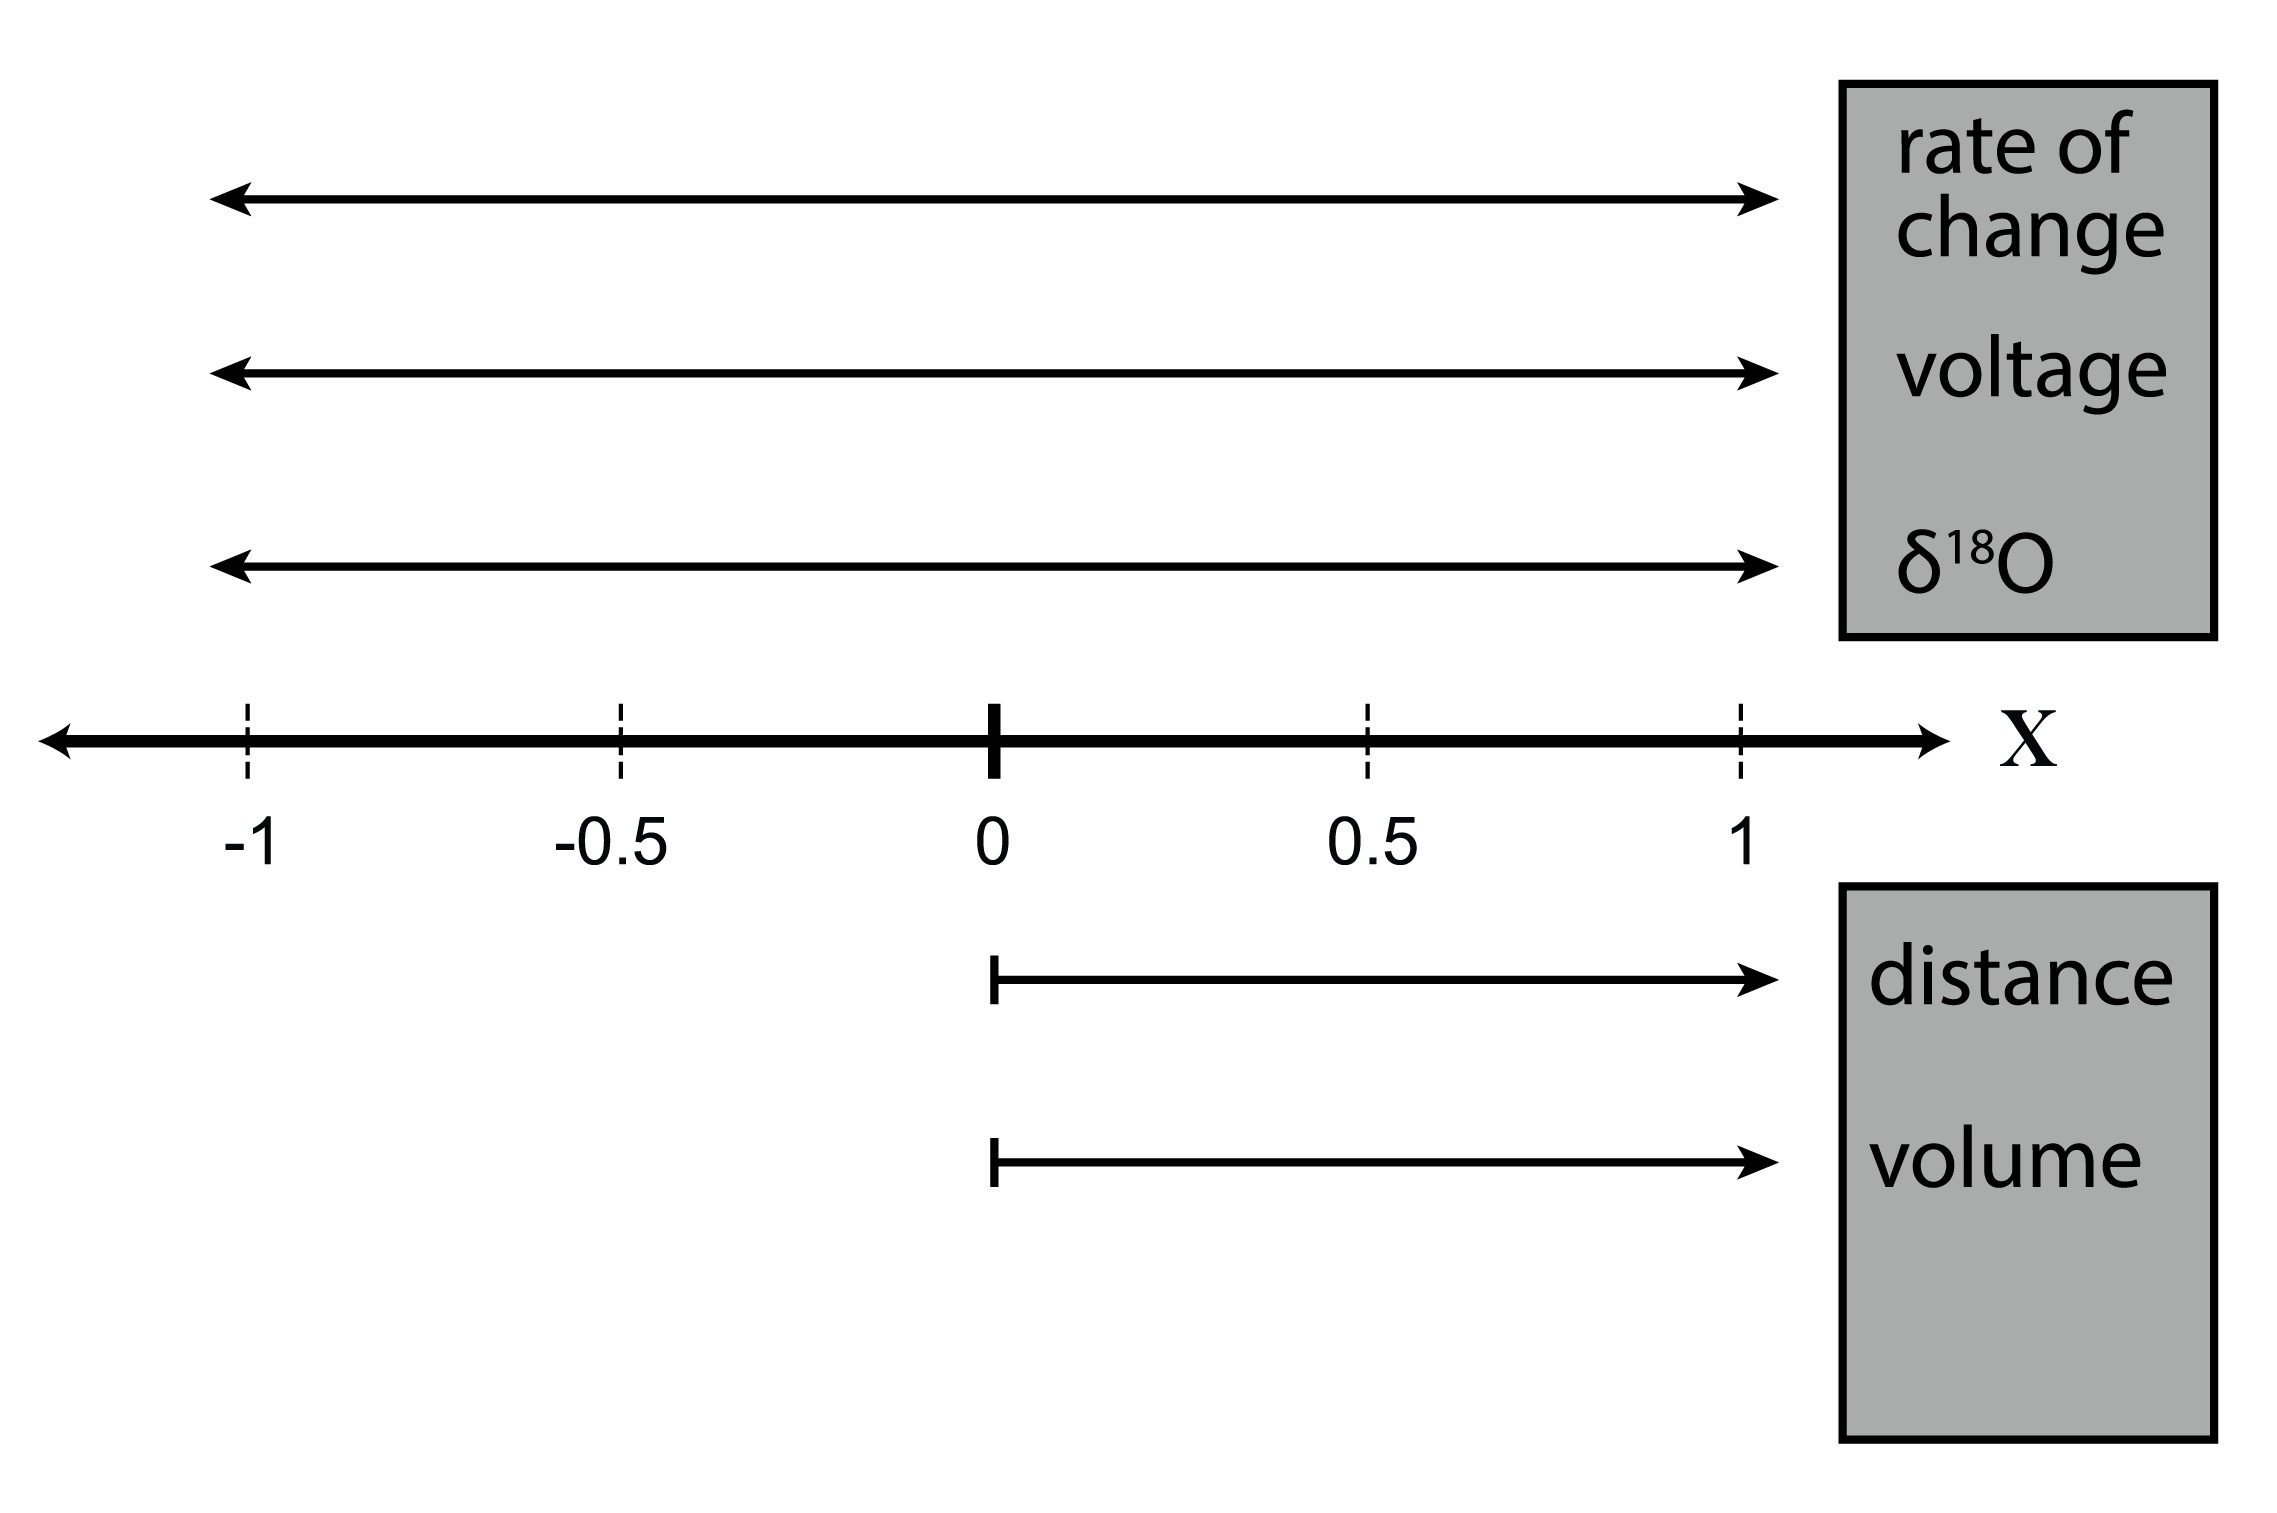 rate of
change
voltage
δ¹⁸O
X
-1 -0.5 0 0.5 1
distance
volume